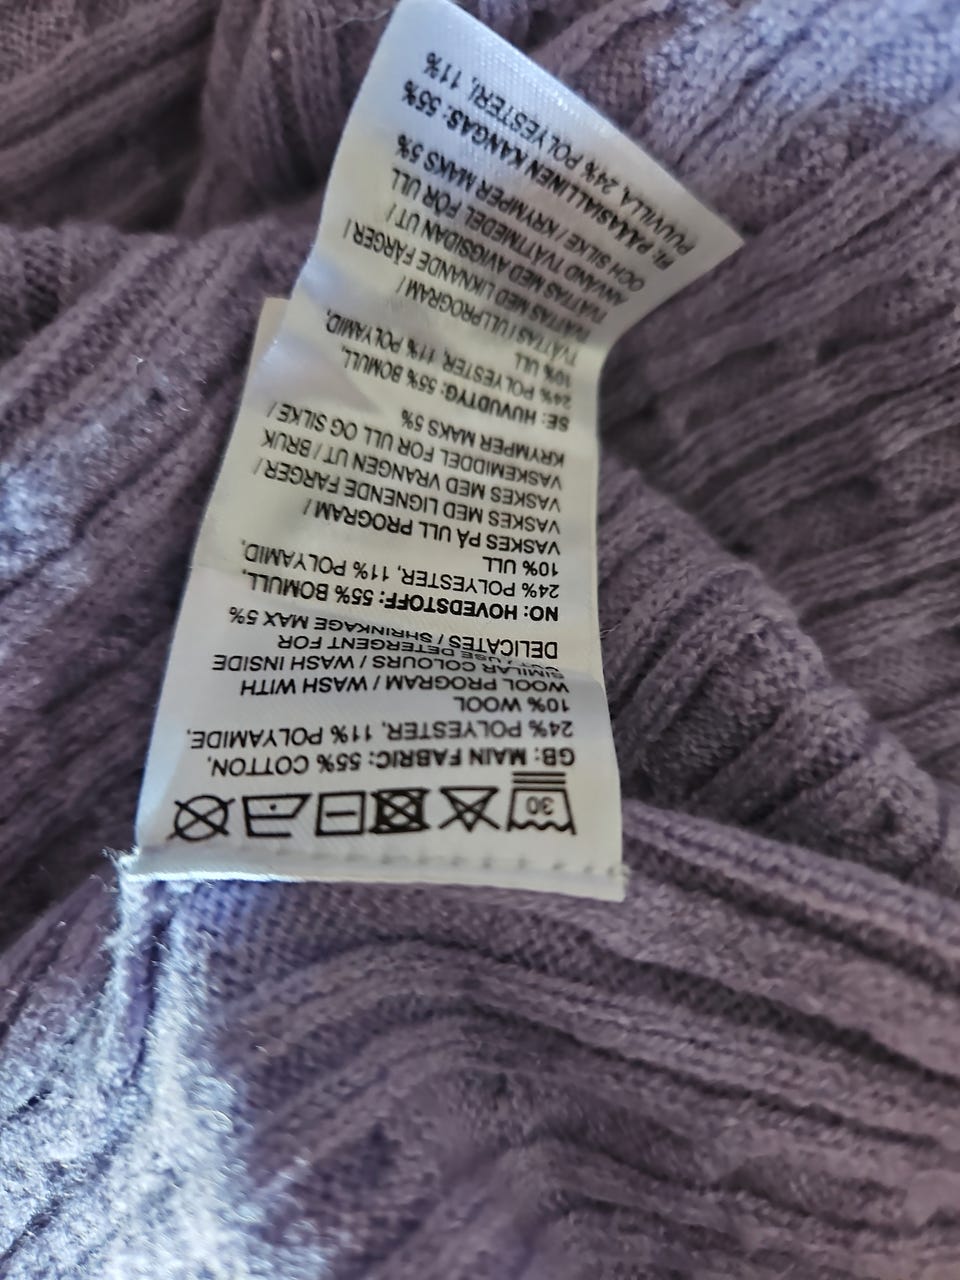 30
GB: MAIN FABRIC: 55% COTTON,
24% POLYESTER, 11% POLYAMIDE,
10% WOOL
WOOL PROGRAM / WASH WITH
SIMILAR COLOURS / WASH INSIDE
OUT / USE DETERGENT FOR
DELICATES / SHRINKAGE MAX 5%
NO: HOVEDSTOFF: 55% BOMULL,
24% POLYESTER, 11% POLYAMID,
10% ULL
VASKES PÅ ULL PROGRAM /
VASKES MED LIGNENDE FARGER /
VASKES MED VRANGEN UT / BRUK
VASKEMIDDEL FOR ULL OG SILKE /
KRYMPER MAKS 5%
SE: HUVUDTYG: 55% BOMULL,
24% POLYESTER, 11% POLYAMID,
10% ULL
TVÄTTAS I ULLPROGRAM /
TVÄTTAS MED LIKNANDE FÄRGER /
TVÄTTAS MED AVIGSIDAN UT /
ANVÄND TVÄTTMEDEL FÖR ULL
OCH SILKE / KRYMPER MAKS 5%
FI: PÄÄASIALLINEN KANGAS: 55%
PUUVILLA, 24% POLYESTERI, 11%